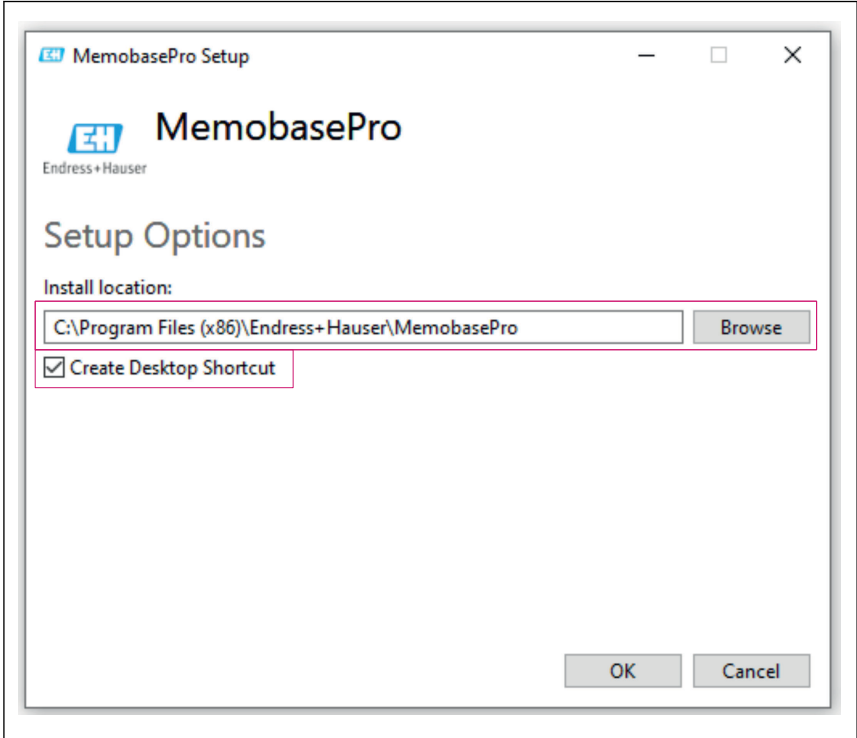 MemobasePro Setup
MemobasePro
Endress+Hauser
Setup Options
Install location:
C:\Program Files (x86)\Endress+Hauser\MemobasePro
Browse
Create Desktop Shortcut
OK
Cancel